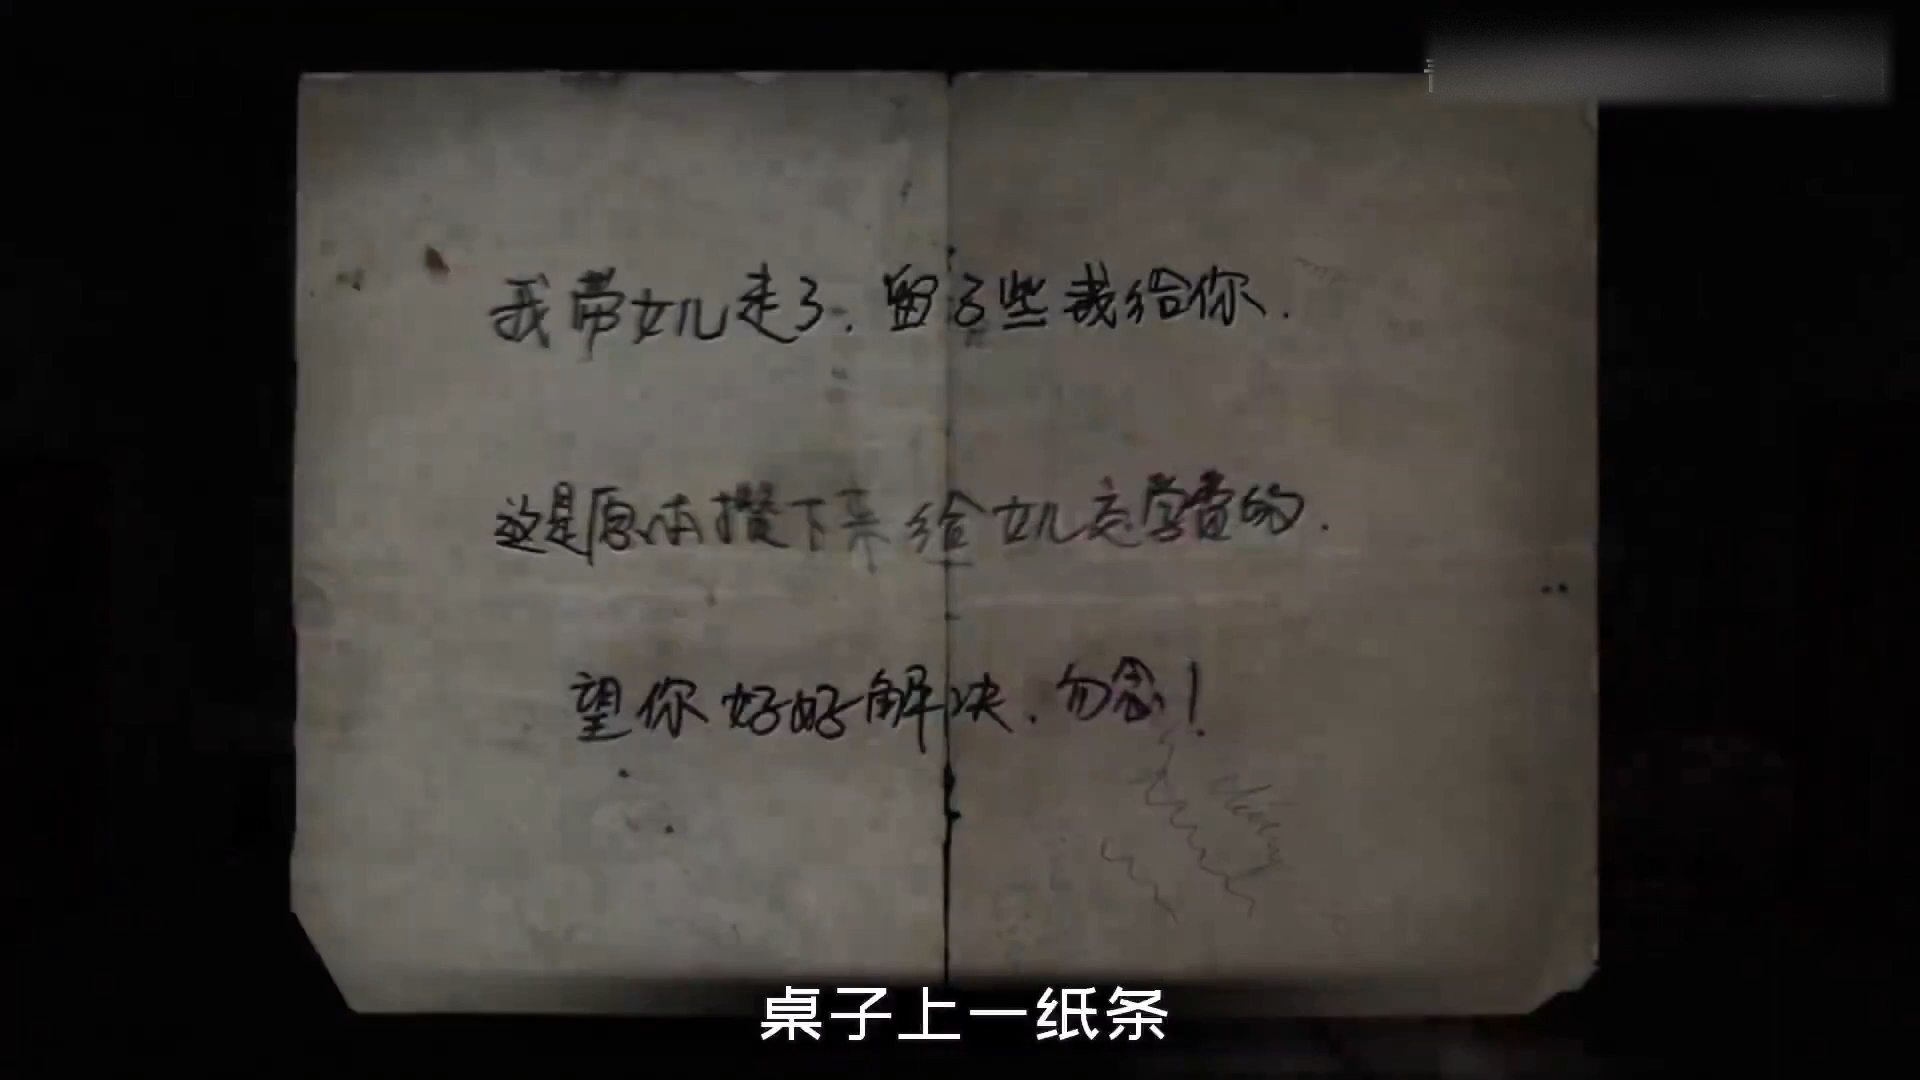 我带女儿走了.留了些钱给你.
这是原本攒下来给女儿交学费的.
望你好好解决.勿念!
桌子上一纸条